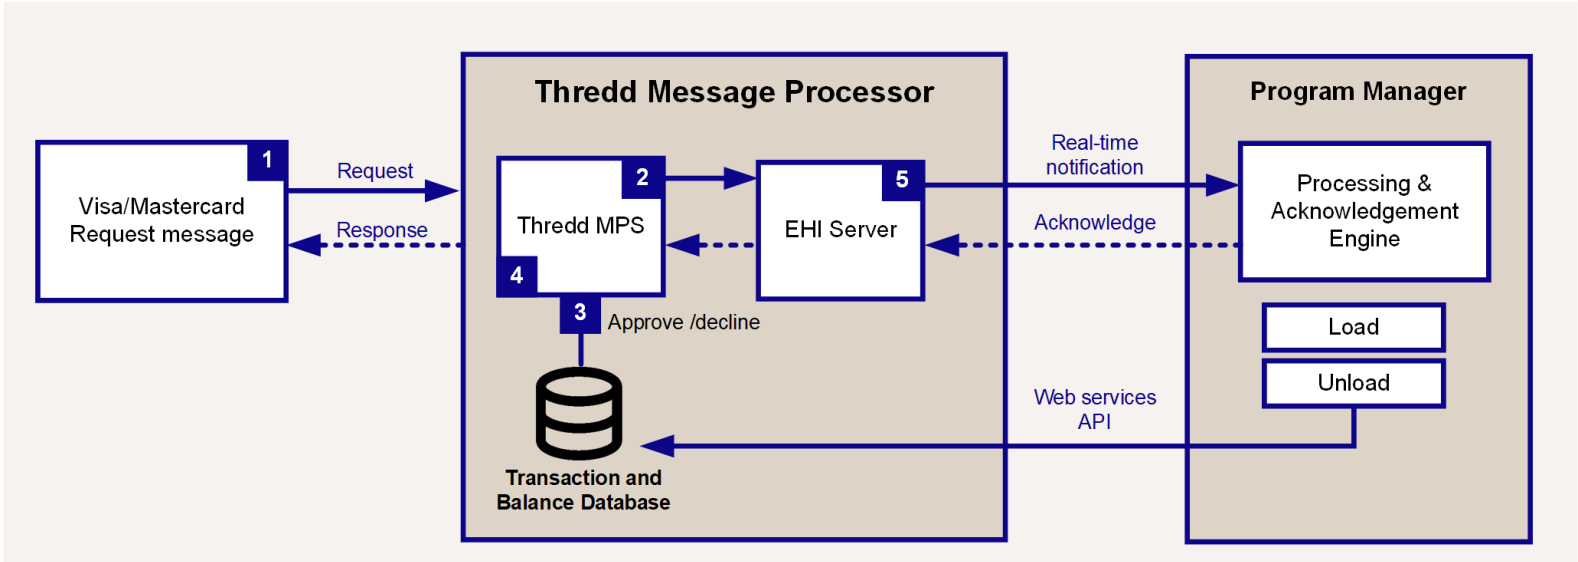 Thredd Message Processor
Program Manager
1
Visa/Mastercard
Request message
Request
Response
2
Thredd MPS
4
3
Approve /decline
Transaction and
Balance Database
5
EHI Server
Real-time
notification
Acknowledge
Processing &
Acknowledgement
Engine
Load
Unload
Web services
API